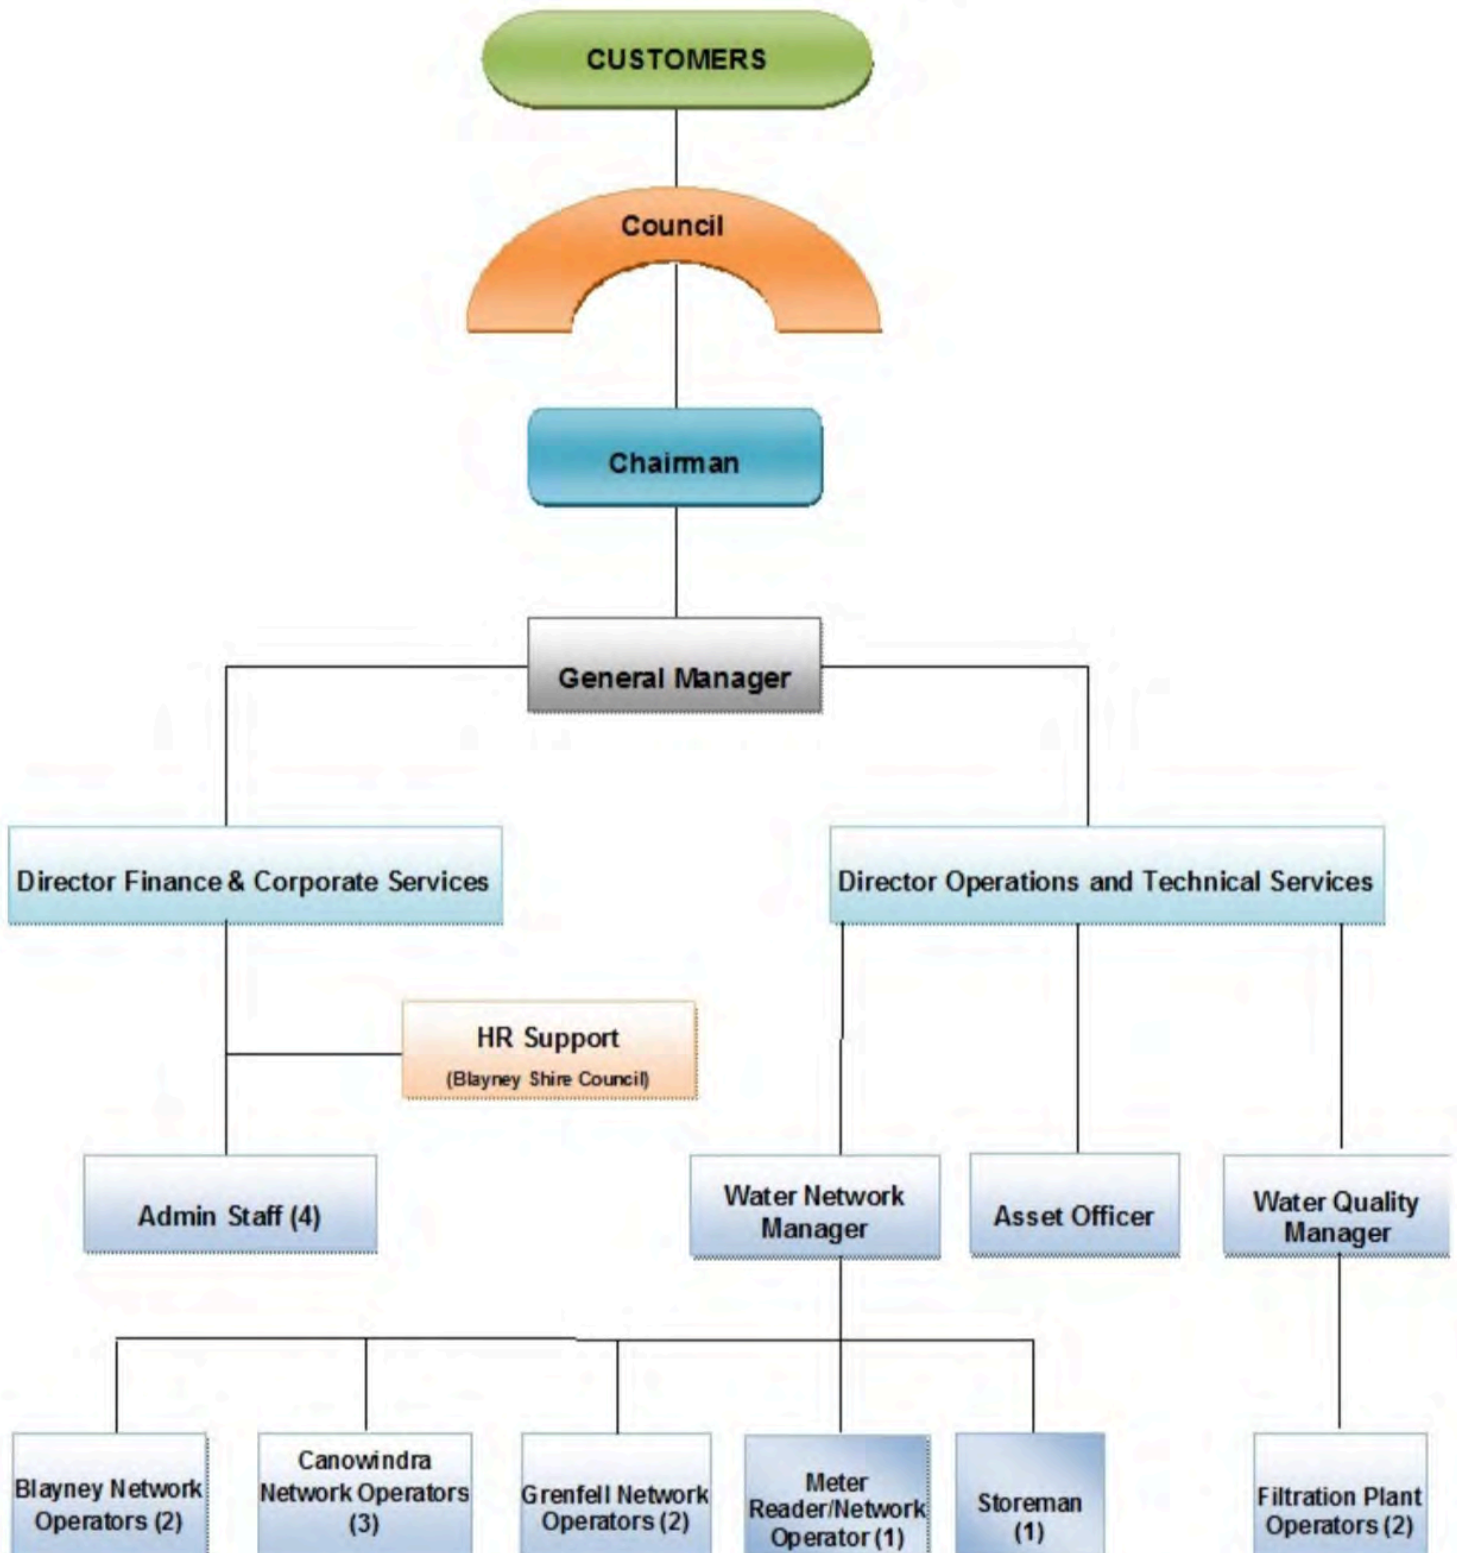 CUSTOMERS
Council
Chairman
General Manager
Director Finance & Corporate Services
Director Operations and Technical Services
HR Support
(Blayney Shire Council)
Admin Staff (4)
Water Network
Manager
Asset Officer
Water Quality
Manager
Blayney Network
Operators (2)
Canowindra
Network Operators
(3)
Grenfell Network
Operators (2)
Meter
Reader/Network
Operator (1)
Storeman
(1)
Filtration Plant
Operators (2)